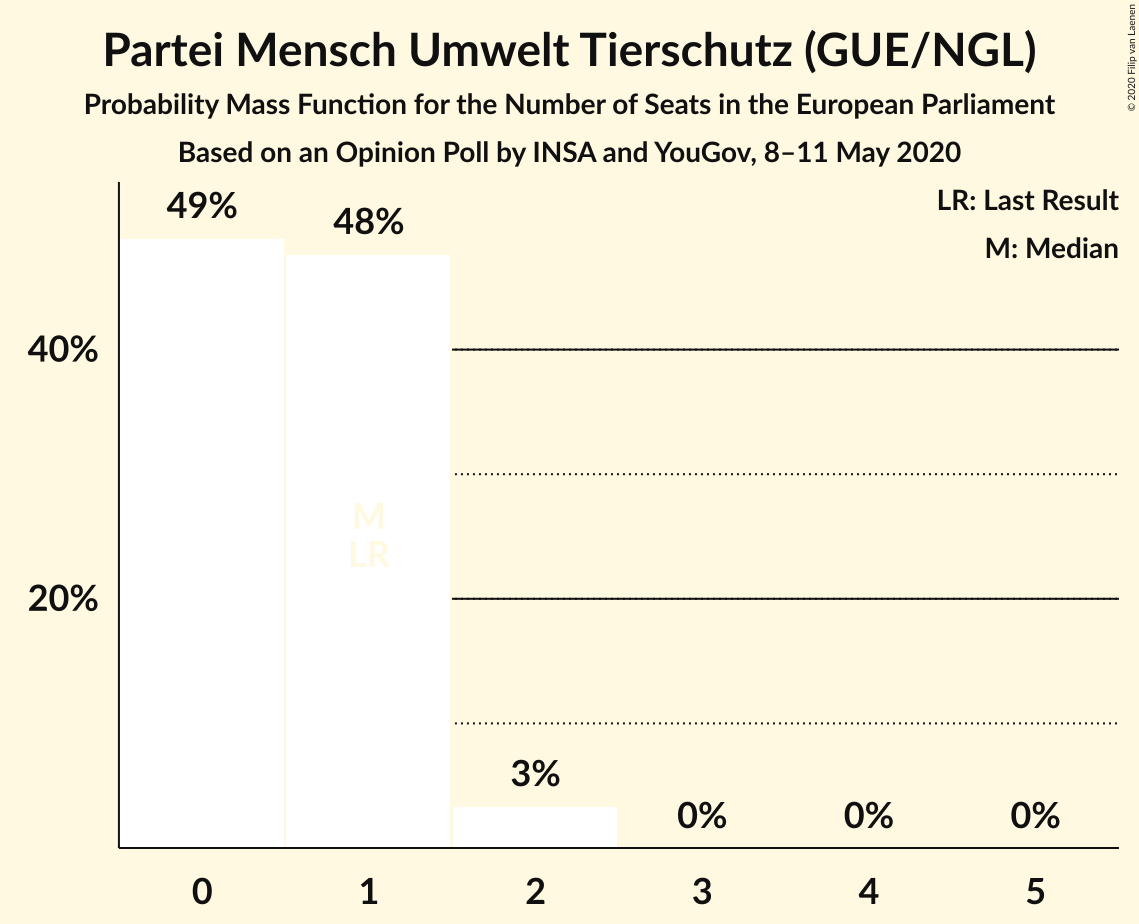 Partei Mensch Umwelt Tierschutz (GUE/NGL)
Probability Mass Function for the Number of Seats in the European Parliament
Based on an Opinion Poll by INSA and YouGov, 8–11 May 2020
© 2020 Filip van Laenen
LR: Last Result
M: Median
49%
48%
40%
M
LR
20%
3%
0%
0%
0%
0
1
2
3
4
5